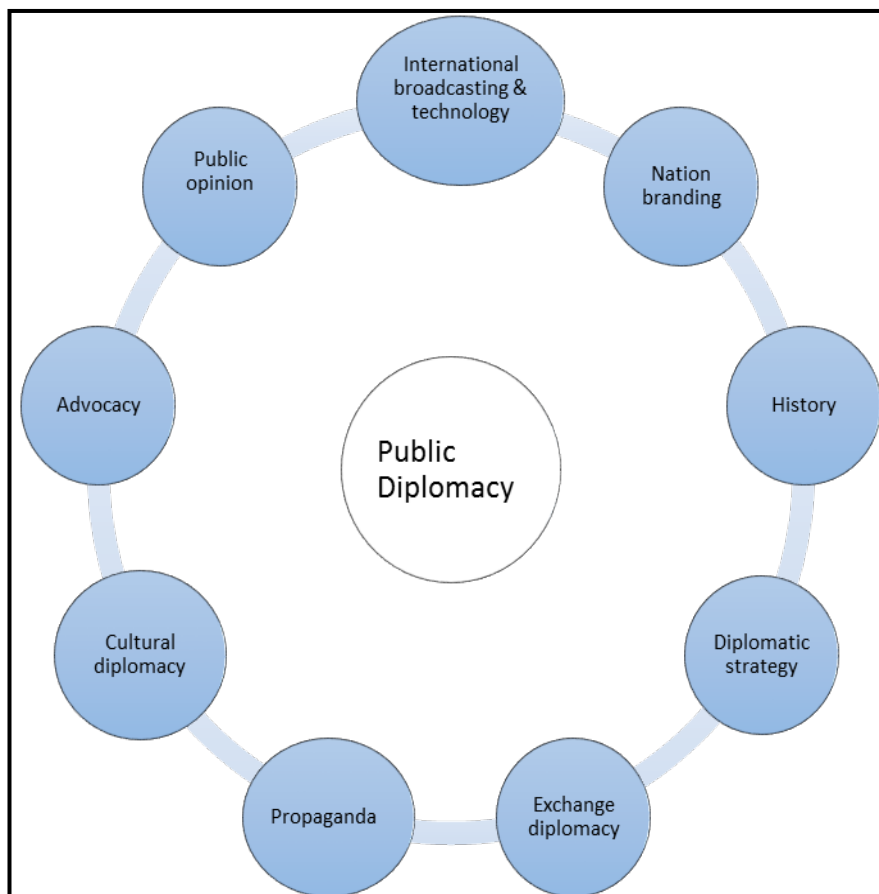 International
broadcasting &
technology
Nation
branding
History
Diplomatic
strategy
Exchange
diplomacy
Propaganda
Cultural
diplomacy
Advocacy
Public
opinion
Public
Diplomacy